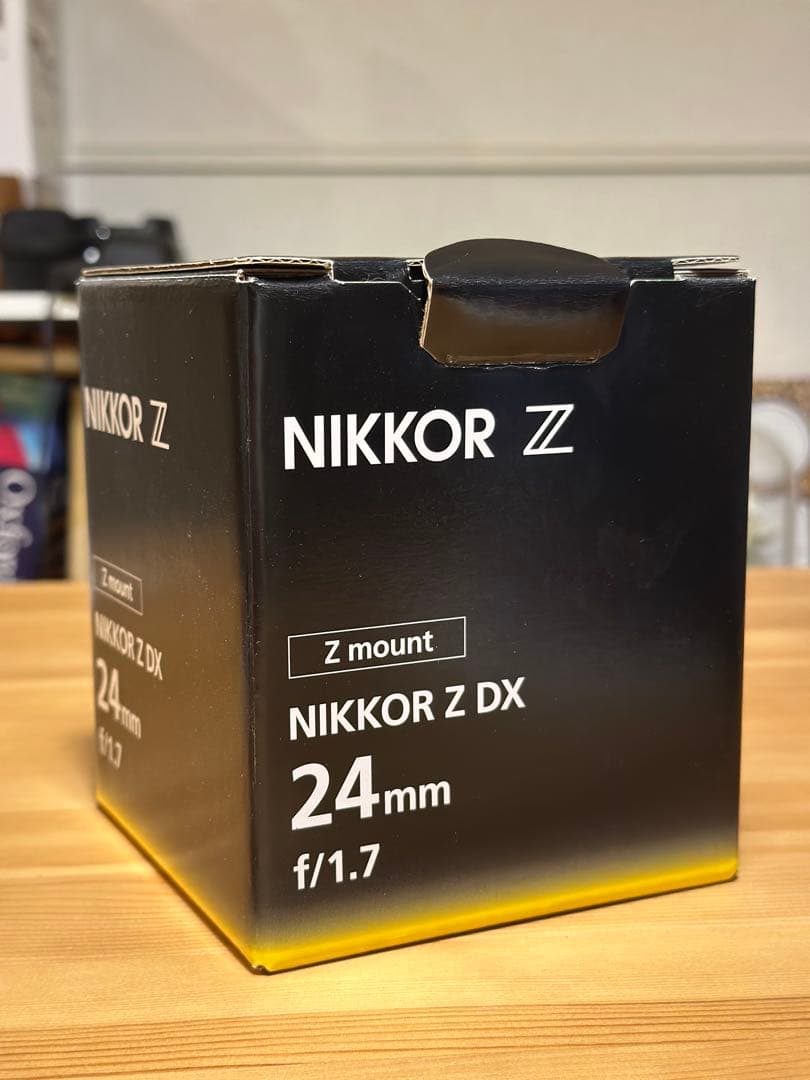 NIKKOR Z
Z mount
NIKKOR Z DX
24mm
f/1.7
NIKKOR Z
Z mount
NIKKOR Z DX
24mm
f/1.7